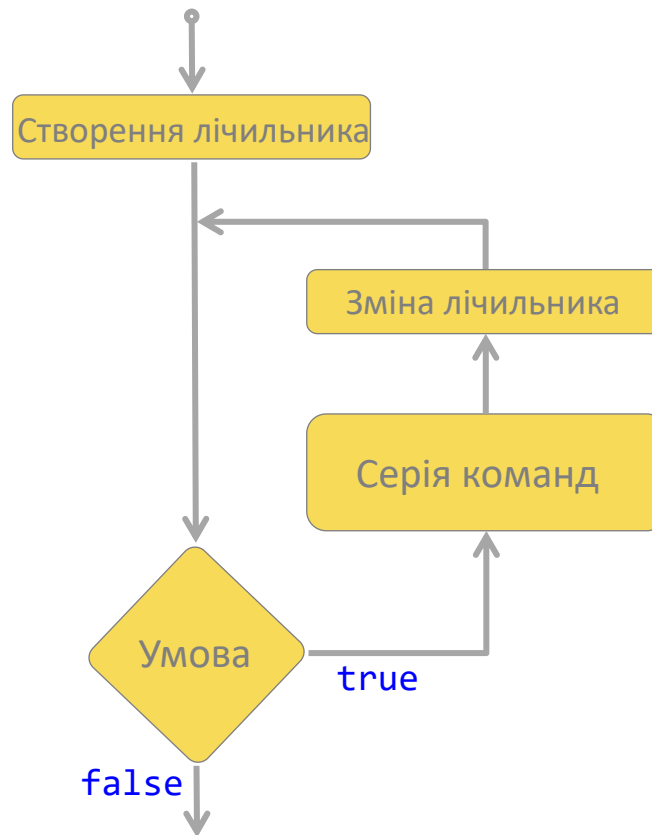 Створення лічильника
Зміна лічильника
Серія команд
Умова
true
false